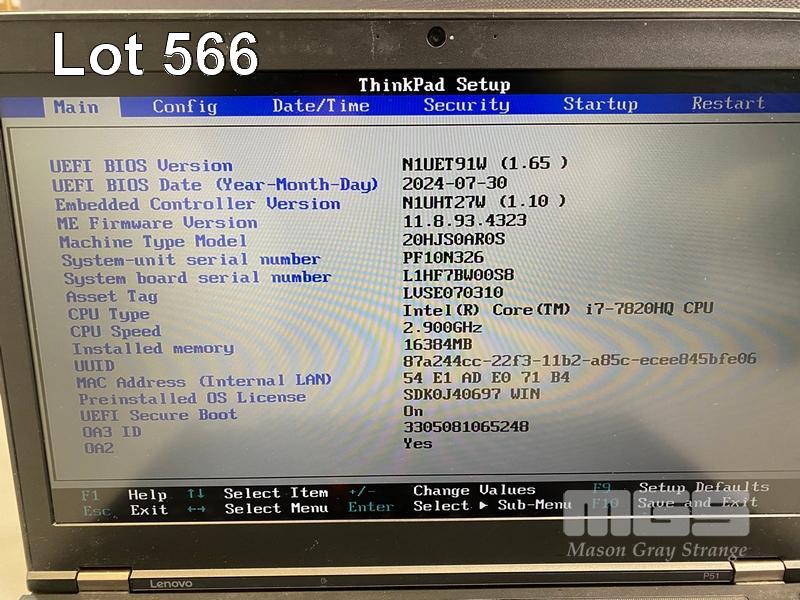 Lot 566
ThinkPad Setup
Main Config Date/Time Security Startup Restart
UEFI BIOS Version N1UET91W (1.65 )
UEFI BIOS Date (Year-Month-Day) 2024-07-30
Embedded Controller Version N1UHT27W (1.10 )
ME Firmware Version 11.8.93.4323
Machine Type Model 20HJS0AR0S
System-unit serial number PF10N326
System board serial number L1HF7BW00S8
Asset Tag LVSE070310
CPU Type Intel(R) Core(TM) i7-7820HQ CPU
CPU Speed 2.900GHz
Installed memory 16384MB
UUID 87a244cc-22f3-11b2-a85c-ecee845bfe06
MAC Address (Internal LAN) 54 E1 AD E0 71 B4
Preinstalled OS License SDK0J40697 WIN
UEFI Secure Boot On
OA3 ID 3305081065248
OA2 Yes
F1 Help ↑↓ Select Item +/- Change Values F9 Setup Defaults
Esc Exit ←→ Select Menu Enter Select ▶ Sub-Menu F10 Save and Exit
MGS
Mason Gray Strange
Lenovo P51